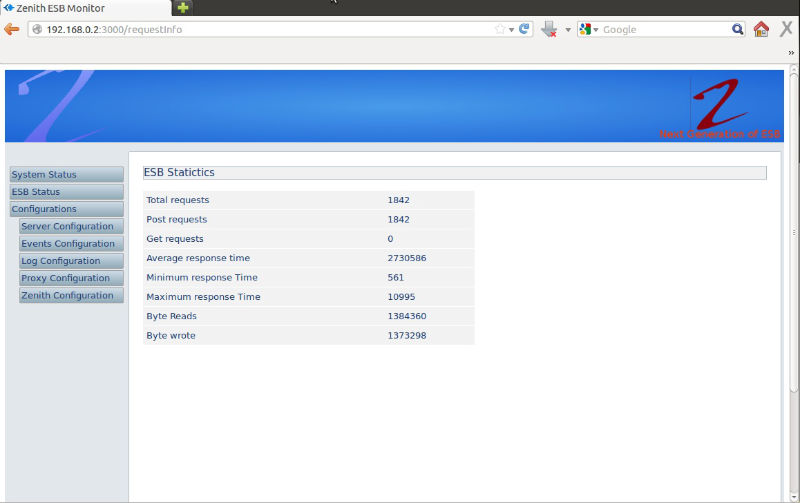 Zenith ESB Monitor
192.168.0.2:3000/requestInfo
Google
»
Next Generation of ESB
System Status
ESB Status
Configurations
Server Configuration
Events Configuration
Log Configuration
Proxy Configuration
Zenith Configuration
ESB Statictics
Total requests 1842
Post requests 1842
Get requests 0
Average response time 2730586
Minimum response Time 561
Maximum response Time 10995
Byte Reads 1384360
Byte wrote 1373298